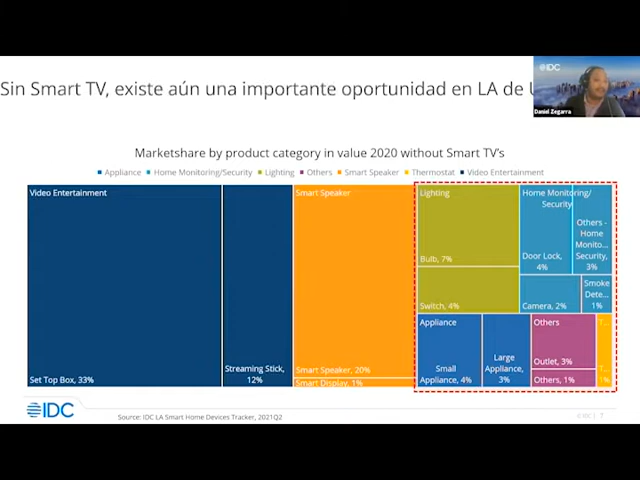 Sin Smart TV, existe aún una importante oportunidad en LA de
IDC
Daniel Zegarra
Marketshare by product category in value 2020 without Smart TV's
Appliance Home Monitoring/Security Lighting Others Smart Speaker Thermostat Video Entertainment
Video Entertainment
Set Top Box, 33%
Streaming Stick,
12%
Smart Speaker
Smart Speaker, 20%
Smart Display, 1%
Lighting
Bulb, 7%
Switch, 4%
Home Monitoring/
Security
Door Lock,
4%
Others -
Home
Monito...
Security,
3%
Camera, 2%
Smoke
Dete...
1%
Appliance
Small
Appliance, 4%
Large
Appliance,
3%
Others
Outlet, 3%
Others, 1%
T...
T...
1%
IDC
Source: IDC LA Smart Home Devices Tracker, 2021Q2
© IDC | 7